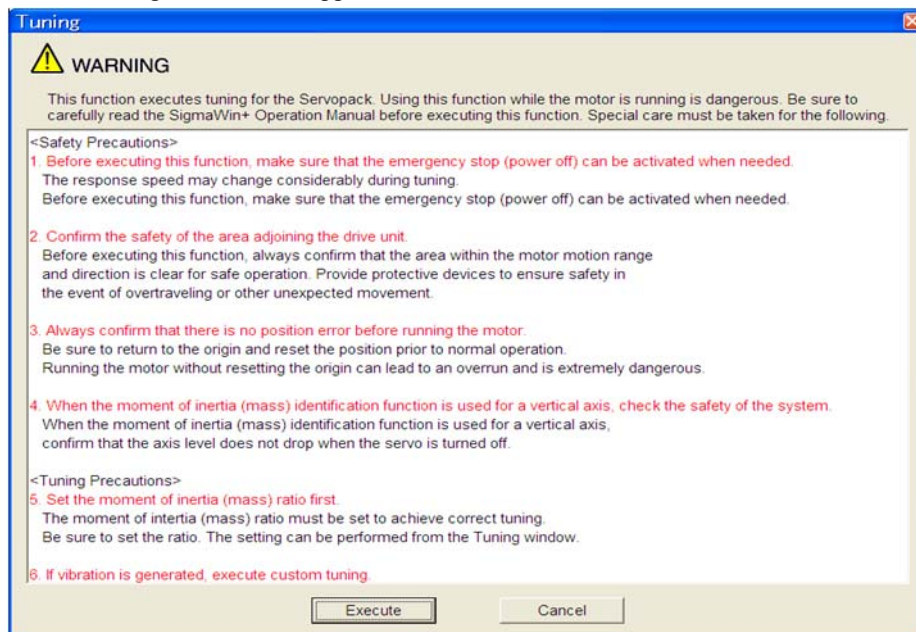 Tuning
WARNING
This function executes tuning for the Servopack. Using this function while the motor is running is dangerous. Be sure to
carefully read the SigmaWin+ Operation Manual before executing this function. Special care must be taken for the following.
<Safety Precautions>
1. Before executing this function, make sure that the emergency stop (power off) can be activated when needed.
The response speed may change considerably during tuning.
Before executing this function, make sure that the emergency stop (power off) can be activated when needed.
2. Confirm the safety of the area adjoining the drive unit.
Before executing this function, always confirm that the area within the motor motion range
and direction is clear for safe operation. Provide protective devices to ensure safety in
the event of overtraveling or other unexpected movement.
3. Always confirm that there is no position error before running the motor.
Be sure to return to the origin and reset the position prior to normal operation.
Running the motor without resetting the origin can lead to an overrun and is extremely dangerous.
4. When the moment of inertia (mass) identification function is used for a vertical axis, check the safety of the system.
When the moment of inertia (mass) identification function is used for a vertical axis,
confirm that the axis level does not drop when the servo is turned off.
<Tuning Precautions>
5. Set the moment of inertia (mass) ratio first.
The moment of intertia (mass) ratio must be set to achieve correct tuning.
Be sure to set the ratio. The setting can be performed from the Tuning window.
6. If vibration is generated, execute custom tuning.
Execute
Cancel